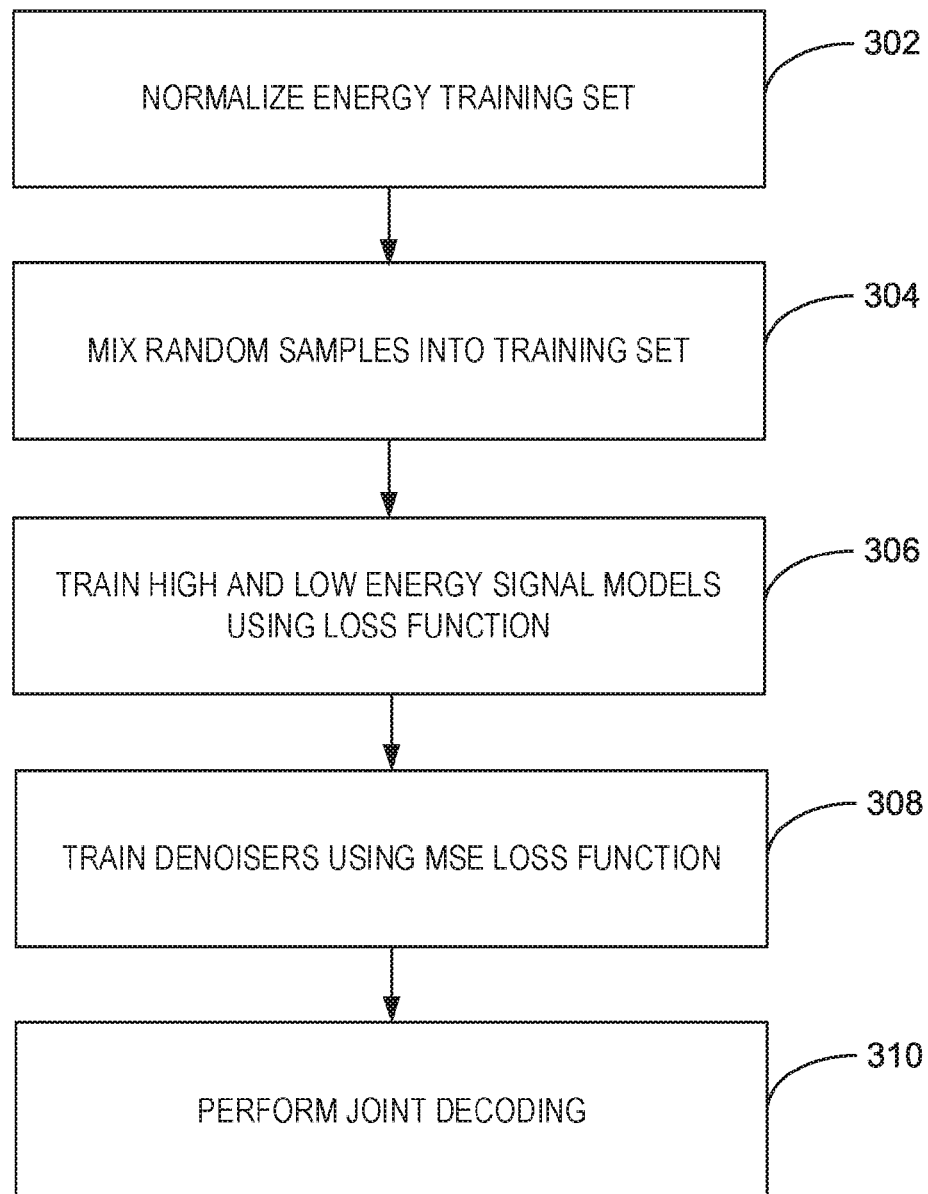 302
NORMALIZE ENERGY TRAINING SET
304
MIX RANDOM SAMPLES INTO TRAINING SET
306
TRAIN HIGH AND LOW ENERGY SIGNAL MODELS
USING LOSS FUNCTION
308
TRAIN DENOISERS USING MSE LOSS FUNCTION
310
PERFORM JOINT DECODING